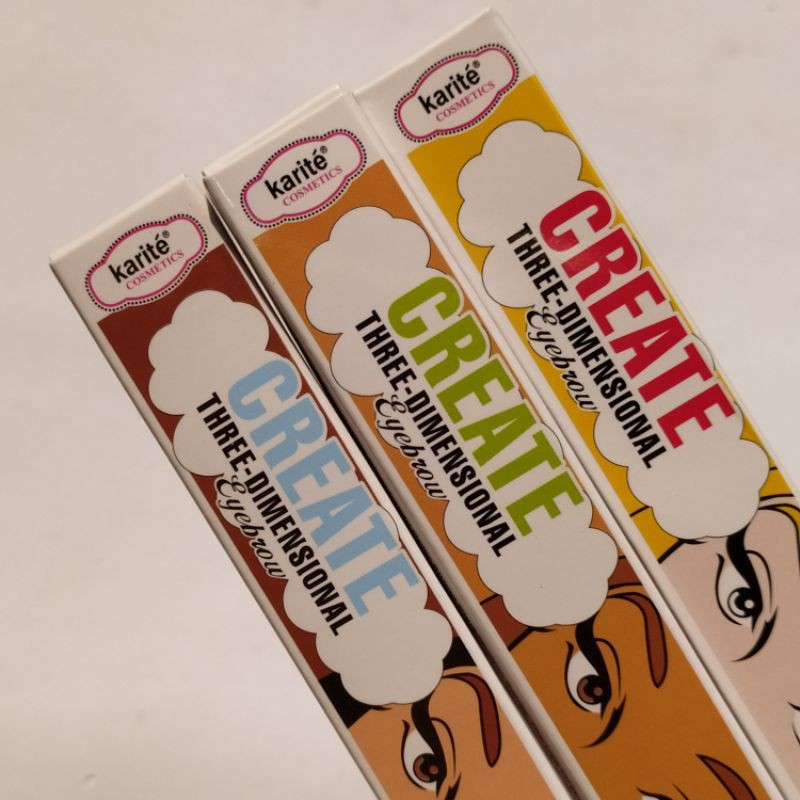 karité®
COSMETICS
CREATE
THREE-DIMENSIONAL
Eyebrow
karité®
COSMETICS
CREATE
THREE-DIMENSIONAL
Eyebrow
karité®
COSMETICS
CREATE
THREE-DIMENSIONAL
Eyebrow